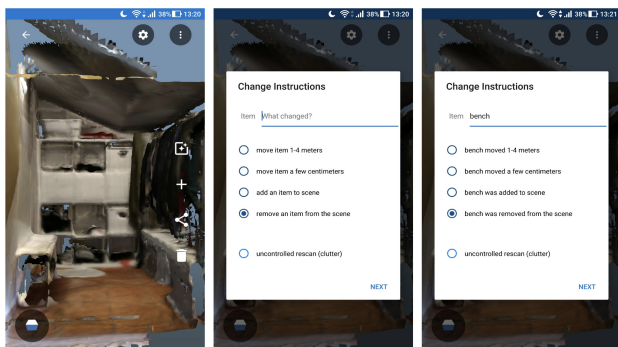 38% 13:20
38% 13:20
Change Instructions
Item What changed?
move item 1-4 meters
move item a few centimeters
add an item to scene
remove an item from the scene
uncontrolled rescan (clutter)
NEXT
38% 13:21
Change Instructions
Item bench
bench moved 1-4 meters
bench moved a few centimeters
bench was added to scene
bench was removed from the scene
uncontrolled rescan (clutter)
NEXT